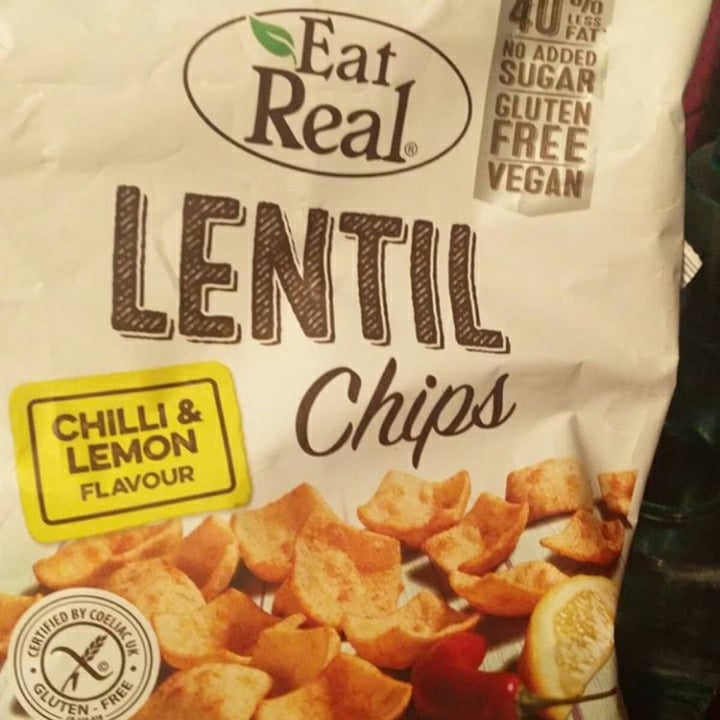 Eat
Real®
40%
LESS
FAT
NO ADDED
SUGAR
GLUTEN
FREE
VEGAN
LENTIL
Chips
CHILLI &
LEMON
FLAVOUR
CERTIFIED BY COELIAC UK
GLUTEN - FREE